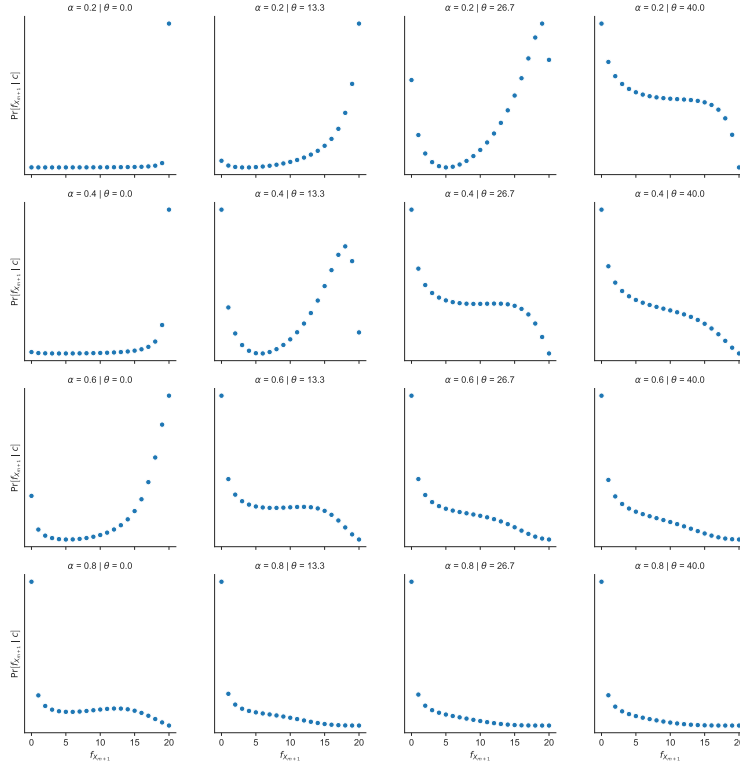 α = 0.2 | θ = 0.0
α = 0.2 | θ = 13.3
α = 0.2 | θ = 26.7
α = 0.2 | θ = 40.0
Pr[f_{X_{m+1}} | c]
α = 0.4 | θ = 0.0
α = 0.4 | θ = 13.3
α = 0.4 | θ = 26.7
α = 0.4 | θ = 40.0
Pr[f_{X_{m+1}} | c]
α = 0.6 | θ = 0.0
α = 0.6 | θ = 13.3
α = 0.6 | θ = 26.7
α = 0.6 | θ = 40.0
Pr[f_{X_{m+1}} | c]
α = 0.8 | θ = 0.0
α = 0.8 | θ = 13.3
α = 0.8 | θ = 26.7
α = 0.8 | θ = 40.0
Pr[f_{X_{m+1}} | c]
0 5 10 15 20
0 5 10 15 20
0 5 10 15 20
0 5 10 15 20
f_{X_{m+1}}
f_{X_{m+1}}
f_{X_{m+1}}
f_{X_{m+1}}